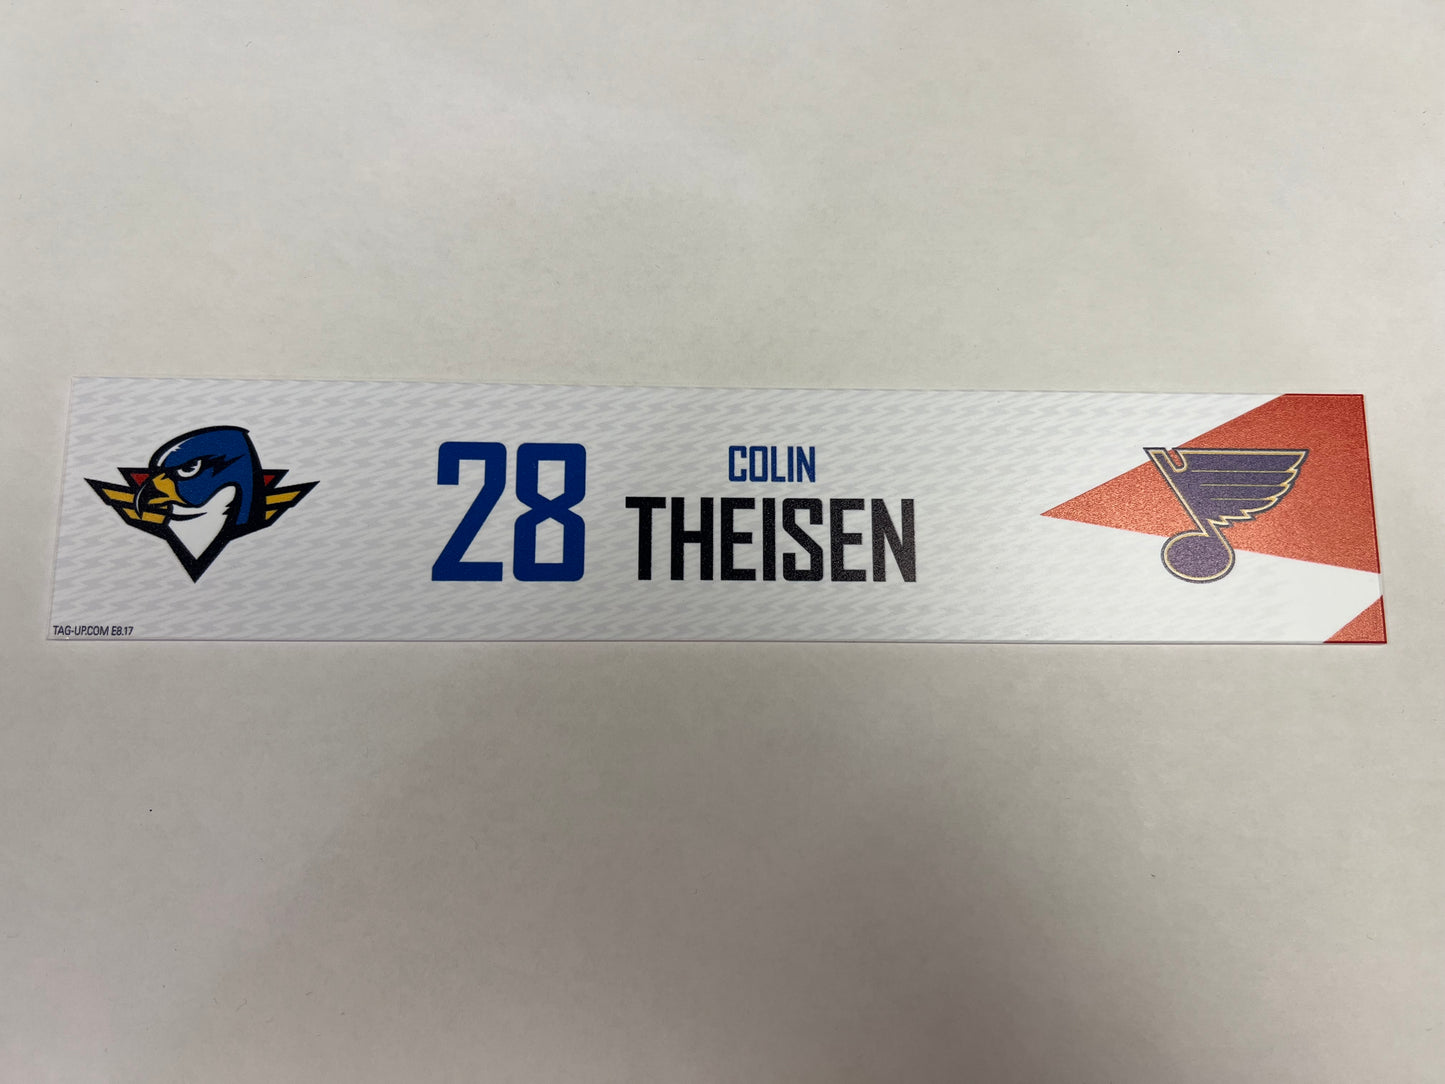 28
COLIN
THEISEN
TAG-UP.COM E8.17